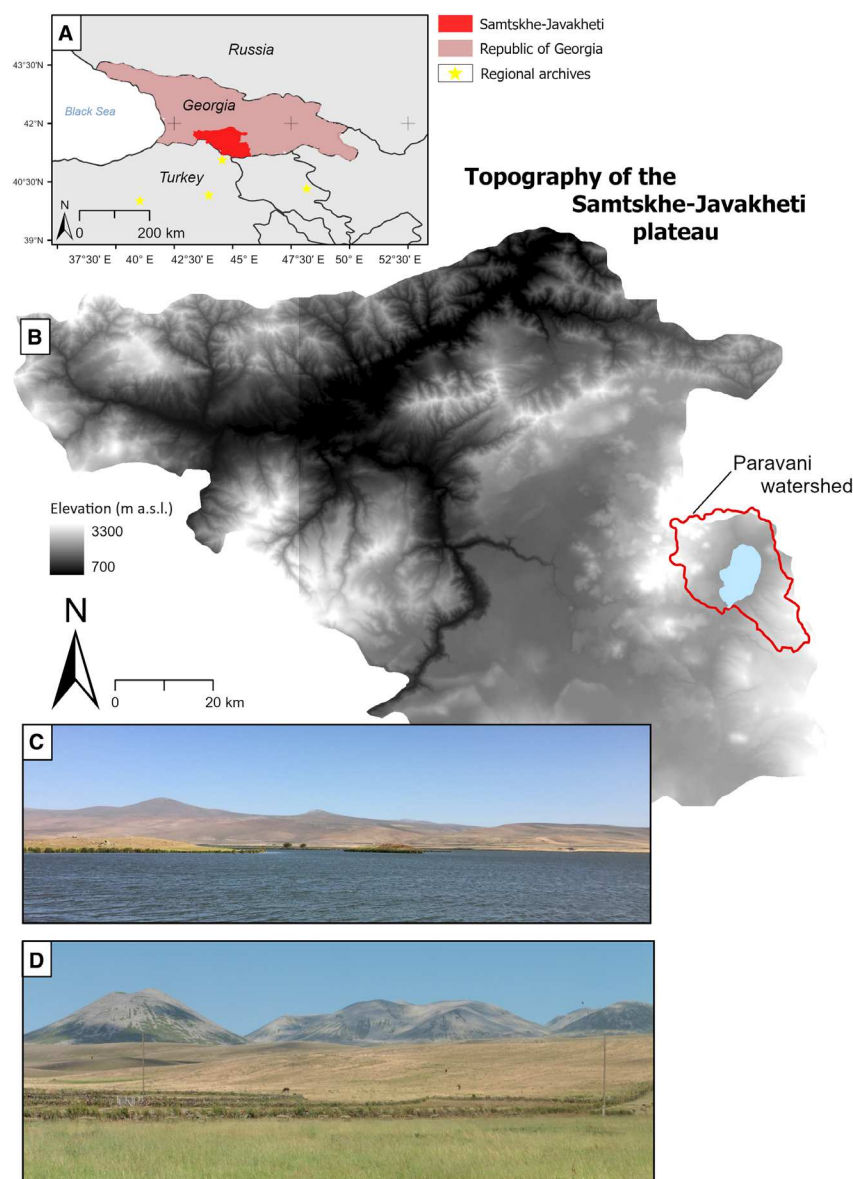 A
Russia
43°30'N
Black Sea
Georgia
42°N
Turkey
40°30'N
N
0 200 km
39°N
37°30' E 40° E 42°30' E 45° E 47°30' E 50° E 52°30' E
Samtskhe-Javakheti
Republic of Georgia
Regional archives
Topography of the
Samtskhe-Javakheti
plateau
B
Paravani
watershed
Elevation (m a.s.l.)
3300
700
N
0 20 km
C
D